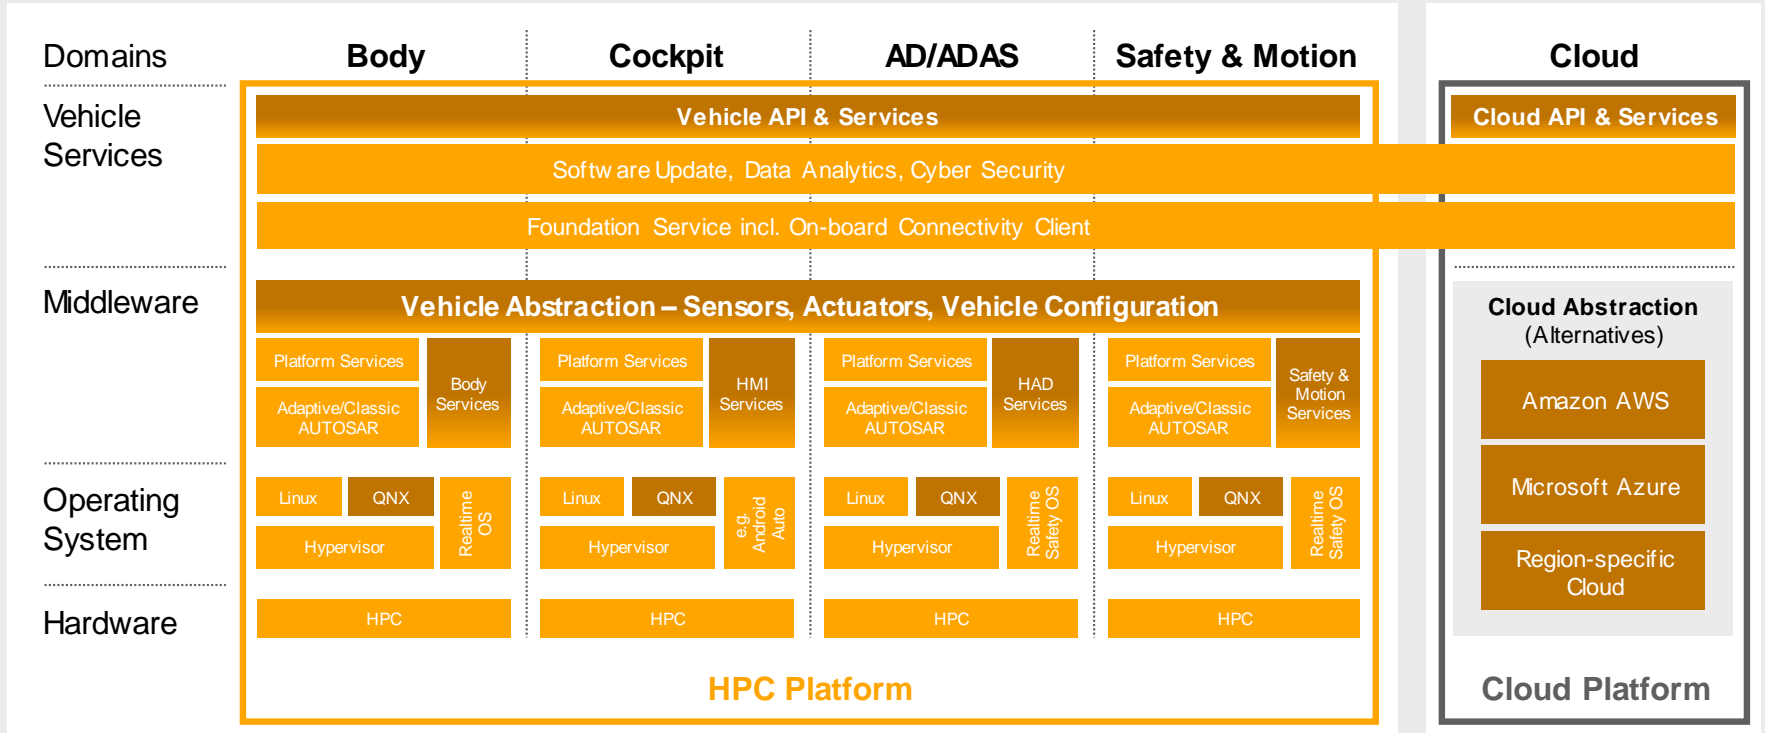 Domains
Body
Cockpit
AD/ADAS
Safety & Motion
Cloud
Vehicle
Services
Vehicle API & Services
Cloud API & Services
Software Update, Data Analytics, Cyber Security
Foundation Service incl. On-board Connectivity Client
Middleware
Vehicle Abstraction – Sensors, Actuators, Vehicle Configuration
Platform Services
Adaptive/Classic
AUTOSAR
Body
Services
Platform Services
Adaptive/Classic
AUTOSAR
HMI
Services
Platform Services
Adaptive/Classic
AUTOSAR
HAD
Services
Platform Services
Adaptive/Classic
AUTOSAR
Safety &
Motion
Services
Operating
System
Linux
QNX
Hypervisor
Realtime
OS
Linux
QNX
Hypervisor
e.g.
Android
Auto
Linux
QNX
Hypervisor
Realtime
Safety OS
Linux
QNX
Hypervisor
Realtime
Safety OS
Hardware
HPC
HPC
HPC
HPC
HPC Platform
Cloud Abstraction
(Alternatives)
Amazon AWS
Microsoft Azure
Region-specific
Cloud
Cloud Platform